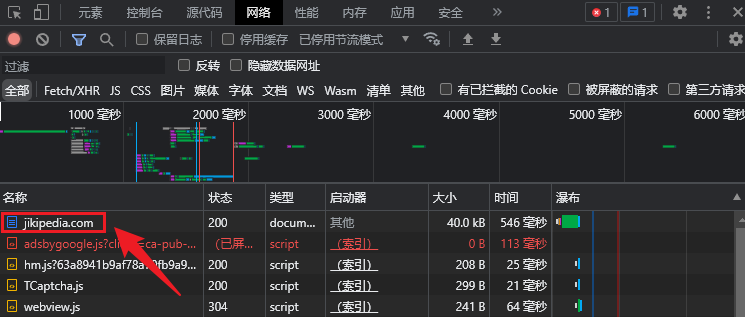 元素 控制台 源代码 网络 性能 内存 应用 安全 » 1 1
保留日志 停用缓存 已停用节流模式
过滤 反转 隐藏数据网址
全部 Fetch/XHR JS CSS 图片 媒体 字体 文档 WS Wasm 清单 其他 有已拦截的 Cookie 被屏蔽的请求 第三方请求
1000 毫秒 2000 毫秒 3000 毫秒 4000 毫秒 5000 毫秒 6000 毫秒
名称 状态 类型 启动器 大小 时间 瀑布
jikipedia.com 200 docum... 其他 40.0 kB 546 毫秒
adsbygoogle.js?cli =ca-pub-... (已屏... script (索引) 0 B 113 毫秒
hm.js?63a8941b9af78a 0fb9a9... 200 script (索引) 208 B 25 毫秒
TCaptcha.js 200 script (索引) 299 B 21 毫秒
webview.js 304 script (索引) 241 B 64 毫秒